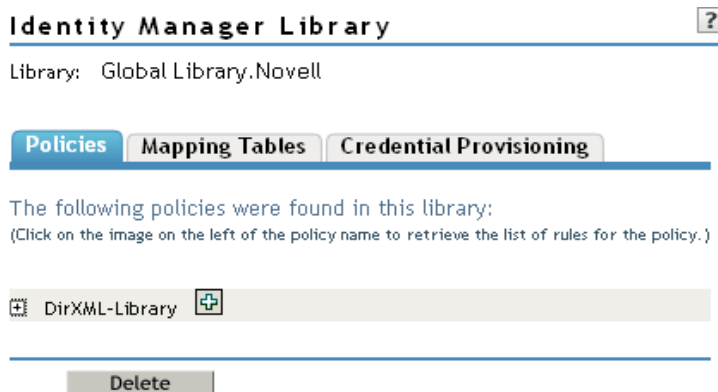 Identity Manager Library
?
Library: Global Library.Novell
Policies Mapping Tables Credential Provisioning
The following policies were found in this library:
(Click on the image on the left of the policy name to retrieve the list of rules for the policy.)
DirXML-Library
Delete